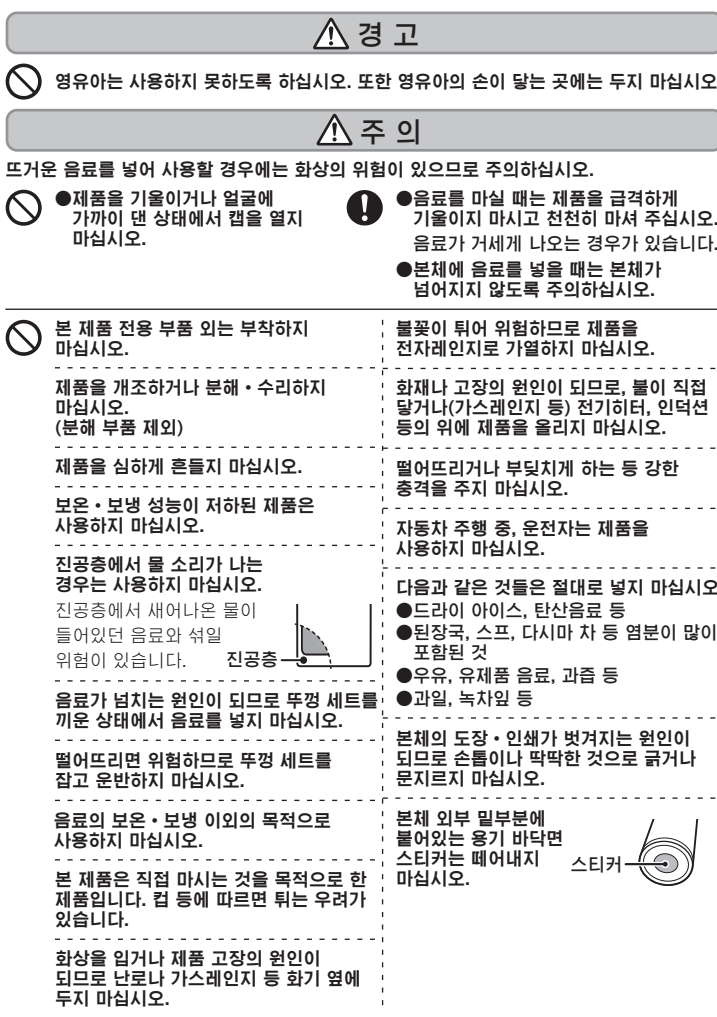 경 고
영유아는 사용하지 못하도록 하십시오. 또한 영유아의 손이 닿는 곳에는 두지 마십시오
주 의
뜨거운 음료를 넣어 사용할 경우에는 화상의 위험이 있으므로 주의하십시오.
●제품을 기울이거나 얼굴에
가까이 댄 상태에서 캡을 열지
마십시오.
●음료를 마실 때는 제품을 급격하게
기울이지 마시고 천천히 마셔 주십시오.
음료가 거세게 나오는 경우가 있습니다.
●본체에 음료를 넣을 때는 본체가
넘어지지 않도록 주의하십시오.
본 제품 전용 부품 외는 부착하지
마십시오.
제품을 개조하거나 분해・수리하지
마십시오.
(분해 부품 제외)
제품을 심하게 흔들지 마십시오.
보온・보냉 성능이 저하된 제품은
사용하지 마십시오.
진공층에서 물 소리가 나는
경우는 사용하지 마십시오.
진공층에서 새어나온 물이
들어있던 음료와 섞일
위험이 있습니다.
진공층
음료가 넘치는 원인이 되므로 뚜껑 세트를
끼운 상태에서 음료를 넣지 마십시오.
떨어뜨리면 위험하므로 뚜껑 세트를
잡고 운반하지 마십시오.
음료의 보온・보냉 이외의 목적으로
사용하지 마십시오.
본 제품은 직접 마시는 것을 목적으로 한
제품입니다. 컵 등에 따르면 튀는 우려가
있습니다.
화상을 입거나 제품 고장의 원인이
되므로 난로나 가스레인지 등 화기 옆에
두지 마십시오.
불꽃이 튀어 위험하므로 제품을
전자레인지로 가열하지 마십시오.
화재나 고장의 원인이 되므로, 불이 직접
닿거나(가스레인지 등) 전기히터, 인덕션
등의 위에 제품을 올리지 마십시오.
떨어뜨리거나 부딪치게 하는 등 강한
충격을 주지 마십시오.
자동차 주행 중, 운전자는 제품을
사용하지 마십시오.
다음과 같은 것들은 절대로 넣지 마십시오
●드라이 아이스, 탄산음료 등
●된장국, 스프, 다시마 차 등 염분이 많이
포함된 것
●우유, 유제품 음료, 과즙 등
●과일, 녹차잎 등
본체의 도장・인쇄가 벗겨지는 원인이
되므로 손톱이나 딱딱한 것으로 긁거나
문지르지 마십시오.
본체 외부 밑부분에
붙어있는 용기 바닥면
스티커는 떼어내지
마십시오.
스티커